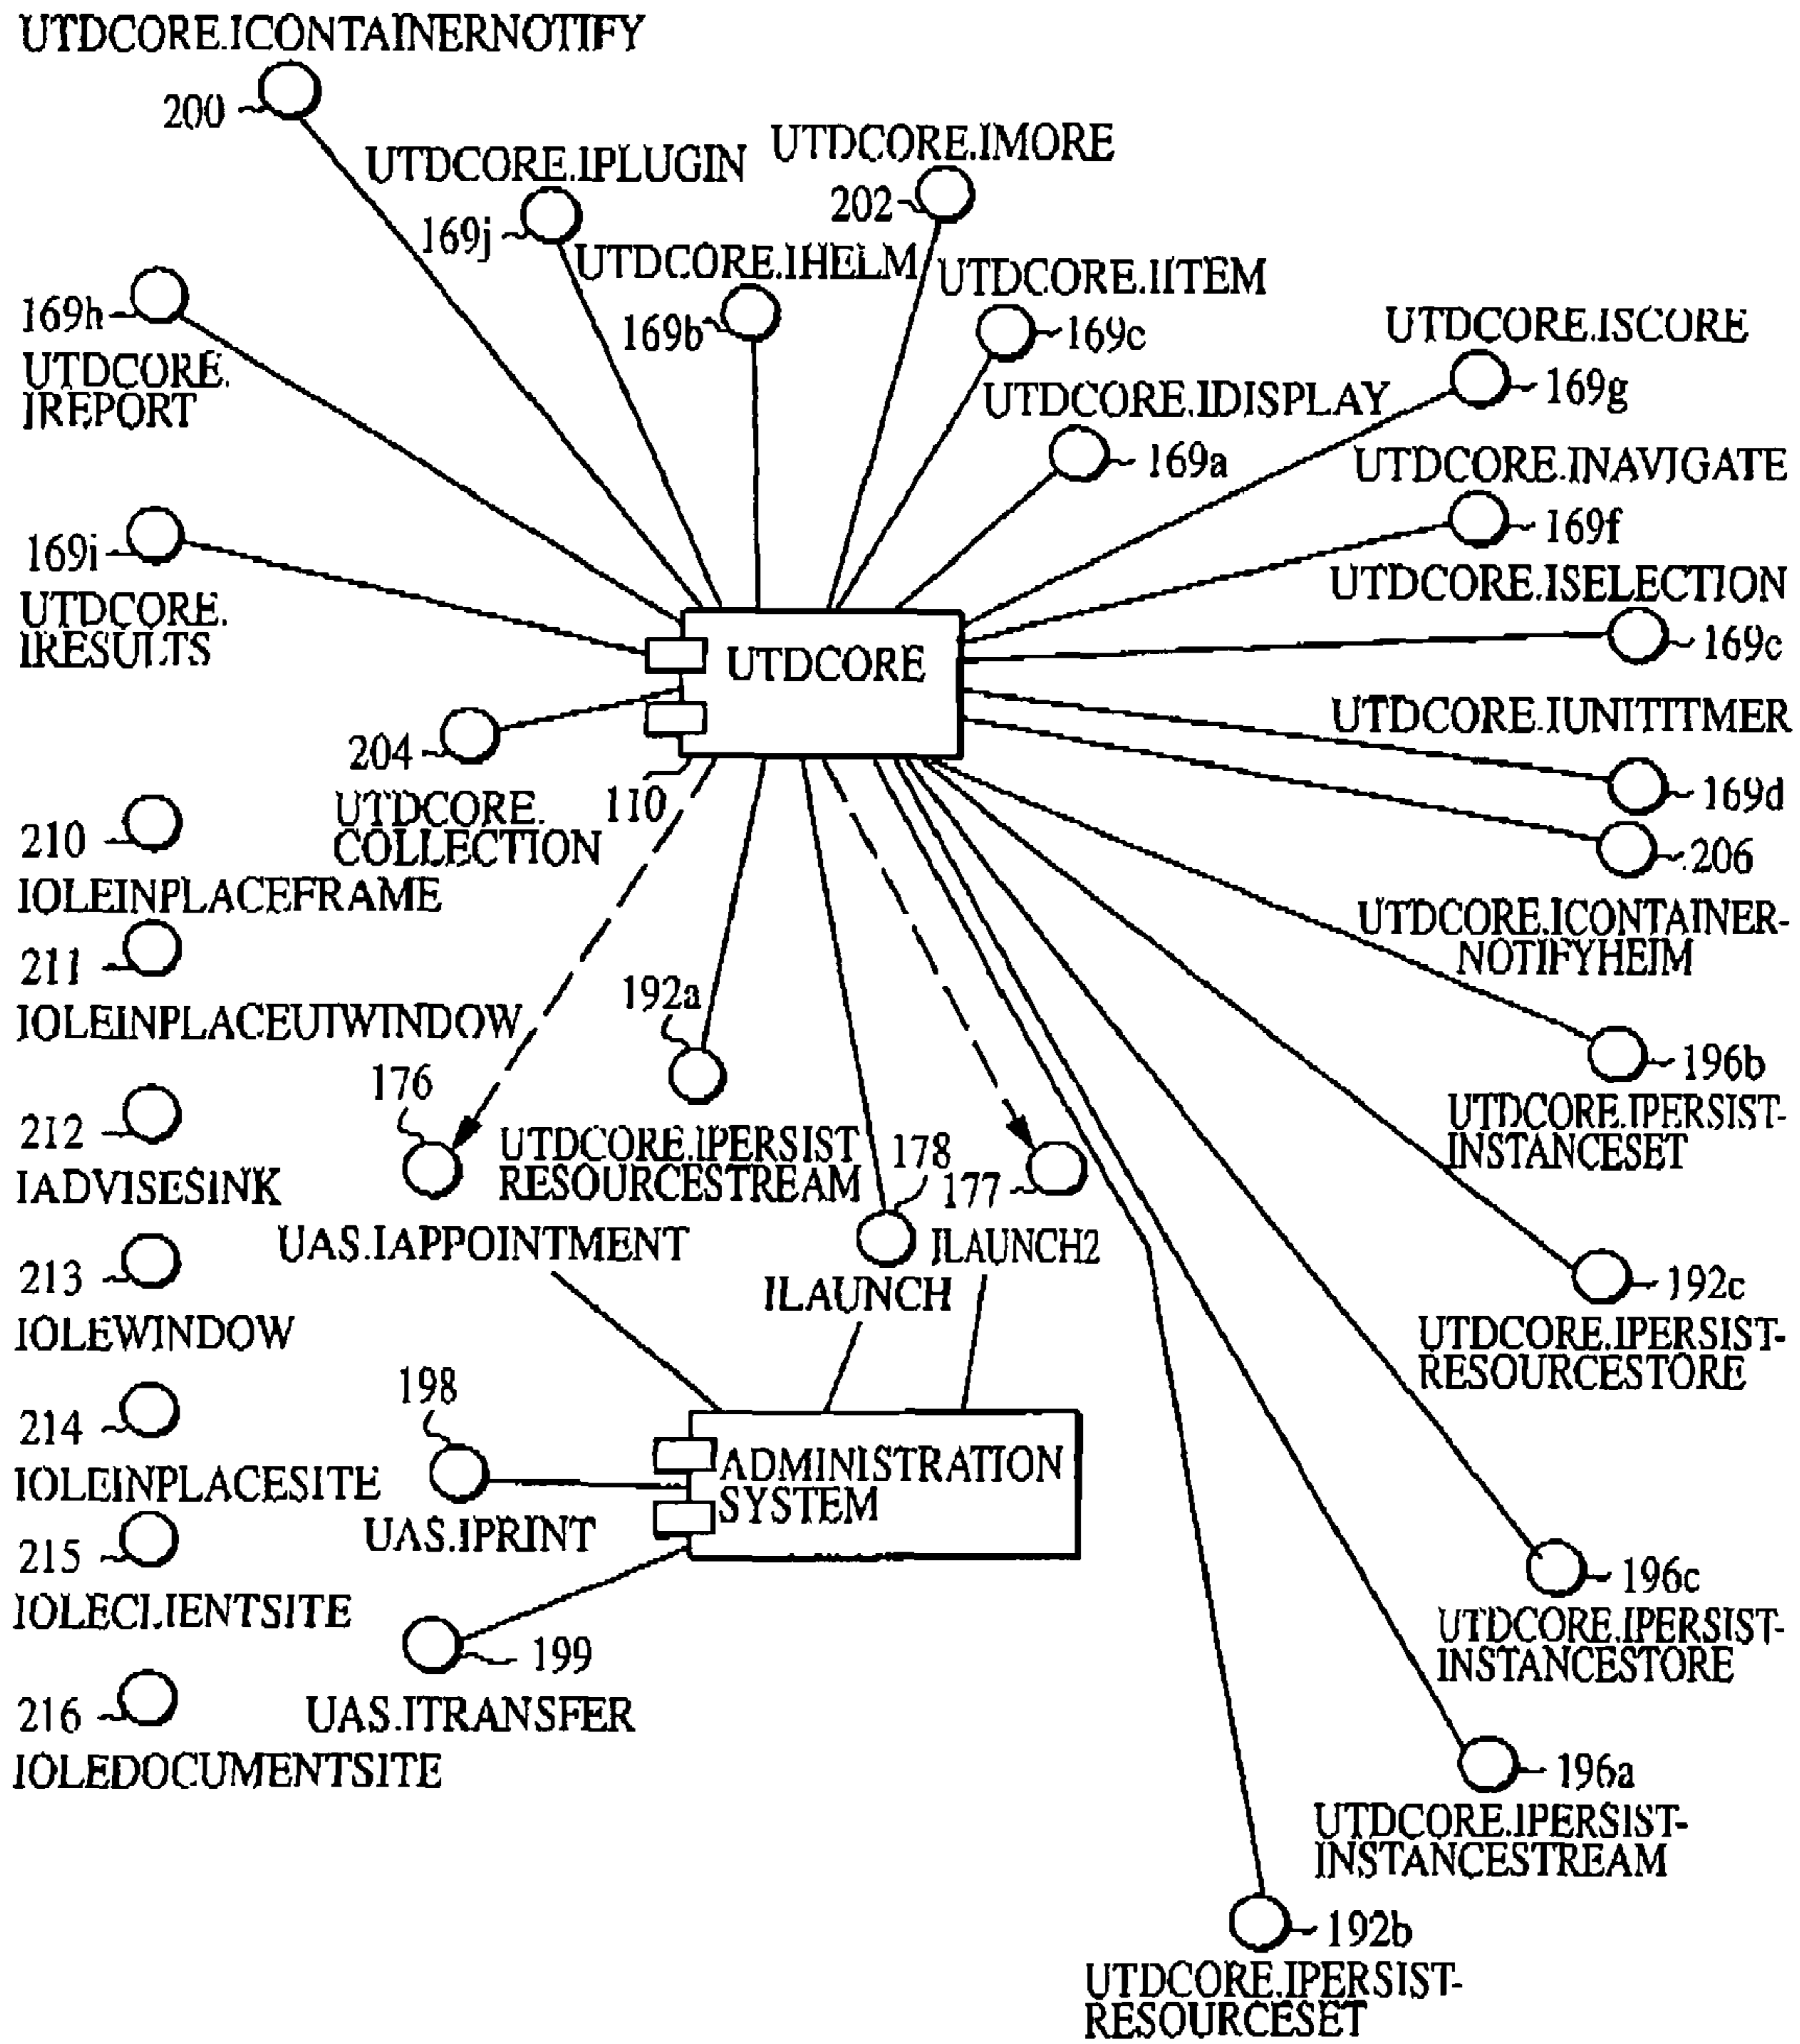 UTDCORE.ICONTAINERNOTIFY
200
UTDCORE.IPLUGIN
169j
UTDCORE.IMORE
202
UTDCORE.IHELM
169b
UTDCORE.IITEM
169c
169h
UTDCORE.
IREPORT
UTDCORE.ISCORE
169g
UTDCORE.IDISPLAY
169a
UTDCORE.INAVIGATE
169f
169i
UTDCORE.
IRESULTS
UTDCORE.ISELECTION
169c
UTDCORE
204
UTDCORE.
COLLECTION
110
UTDCORE.IUNITITMER
169d
206
UTDCORE.ICONTAINER-
NOTIFYHEIM
210
IOLEINPLACEFRAME
211
IOLEINPLACEUIWINDOW
192a
UTDCORE.IPERSIST
RESOURCESTREAM
176
UAS.IAPPOINTMENT
178
ILAUNCH
177
ILAUNCH2
196b
UTDCORE.IPERSIST-
INSTANCESET
212
IADVISESINK
213
IOLEWINDOW
192c
UTDCORE.IPERSIST-
RESOURCESTORE
214
IOLEINPLACESITE
198
UAS.IPRINT
ADMINISTRATION
SYSTEM
215
IOLECLIENTSITE
199
UAS.ITRANSFER
196c
UTDCORE.IPERSIST-
INSTANCESTORE
216
IOLEDOCUMENTSITE
196a
UTDCORE.IPERSIST-
INSTANCESTREAM
192b
UTDCORE.IPERSIST-
RESOURCESET